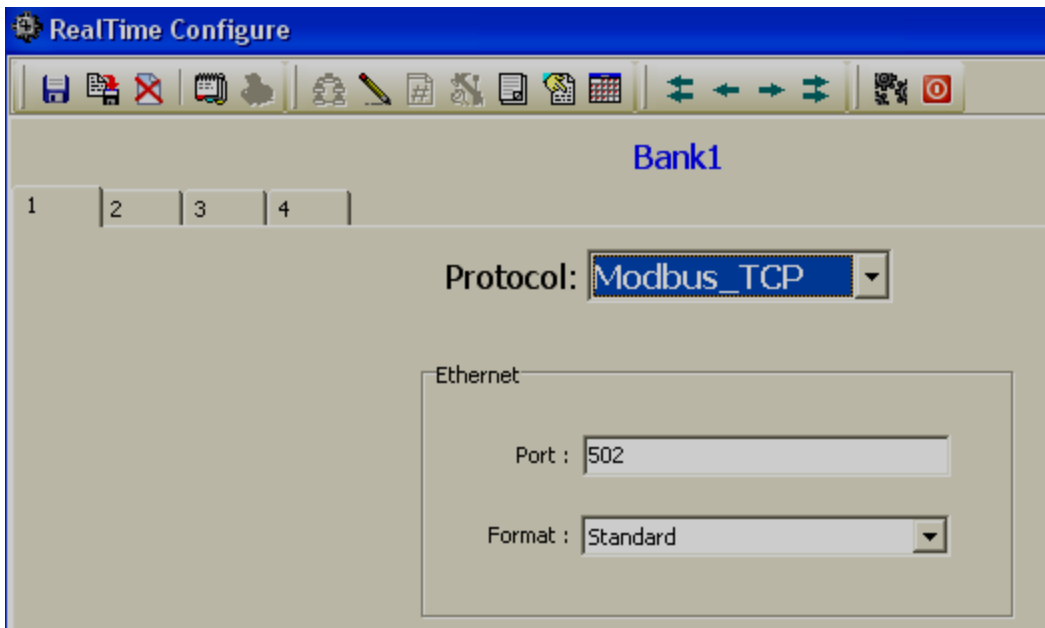 RealTime Configure
Bank1
1 2 3 4
Protocol: Modbus_TCP
Ethernet
Port : 502
Format : Standard